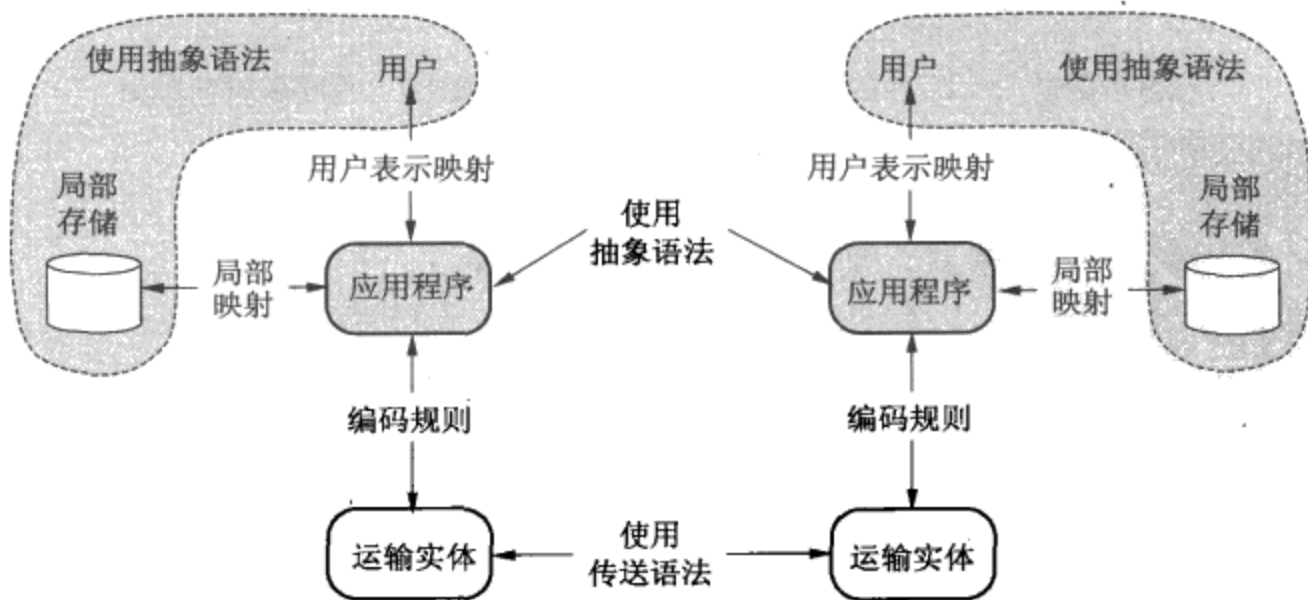 使用抽象语法
用户
用户
使用抽象语法
用户表示映射
用户表示映射
局部
存储
使用
抽象语法
局部
存储
局部
映射
应用程序
应用程序
局部
映射
编码规则
编码规则
运输实体
使用
传送语法
运输实体